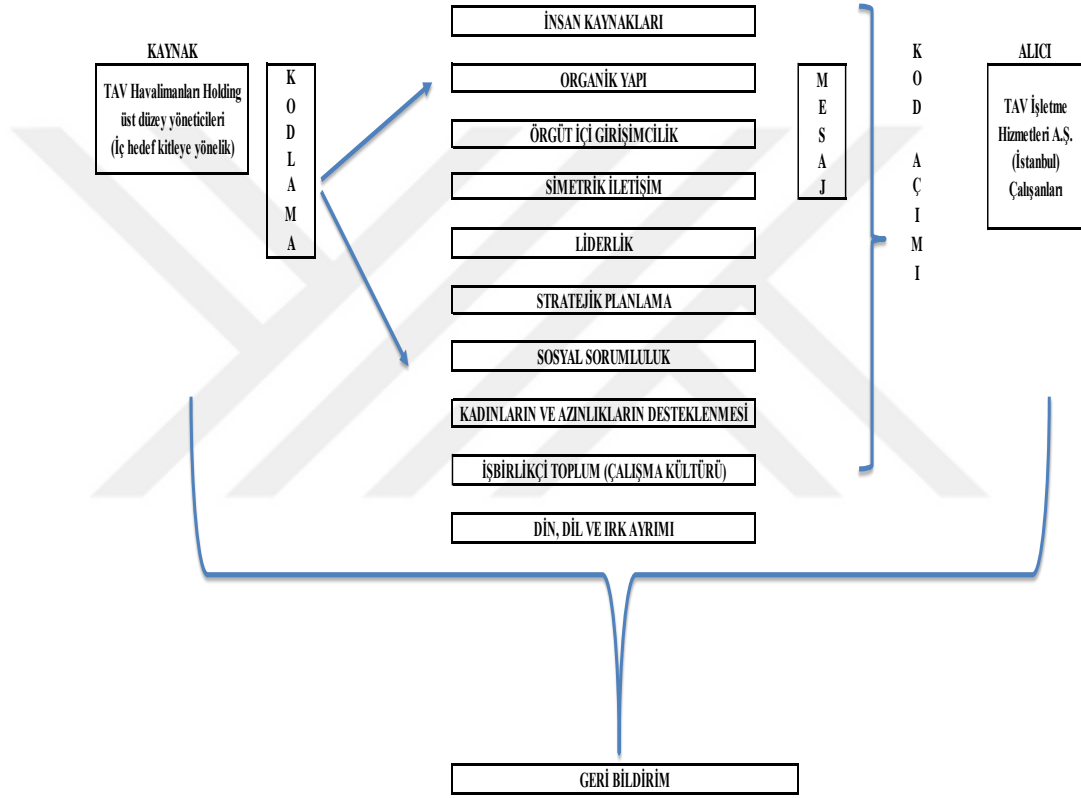 KAYNAK
TAV Havalimanları Holding
üst düzey yöneticileri
(İç hedef kitleye yönelik)
K
O
D
L
A
M
A
İNSAN KAYNAKLARI
ORGANİK YAPI
ÖRGÜT İÇİ GİRİŞİMCİLİK
SİMETRİK İLETİŞİM
LİDERLİK
STRATEJİK PLANLAMA
SOSYAL SORUMLULUK
KADINLARIN VE AZINLIKLARIN DESTEKLENMESİ
İŞBİRLİKÇİ TOPLUM (ÇALIŞMA KÜLTÜRÜ)
DİN, DİL VE IRK AYRIMI
M
E
S
A
J
K
O
D
A
Ç
I
M
I
ALICI
TAV İşletme
Hizmetleri A.Ş.
(İstanbul)
Çalışanları
GERİ BİLDİRİM